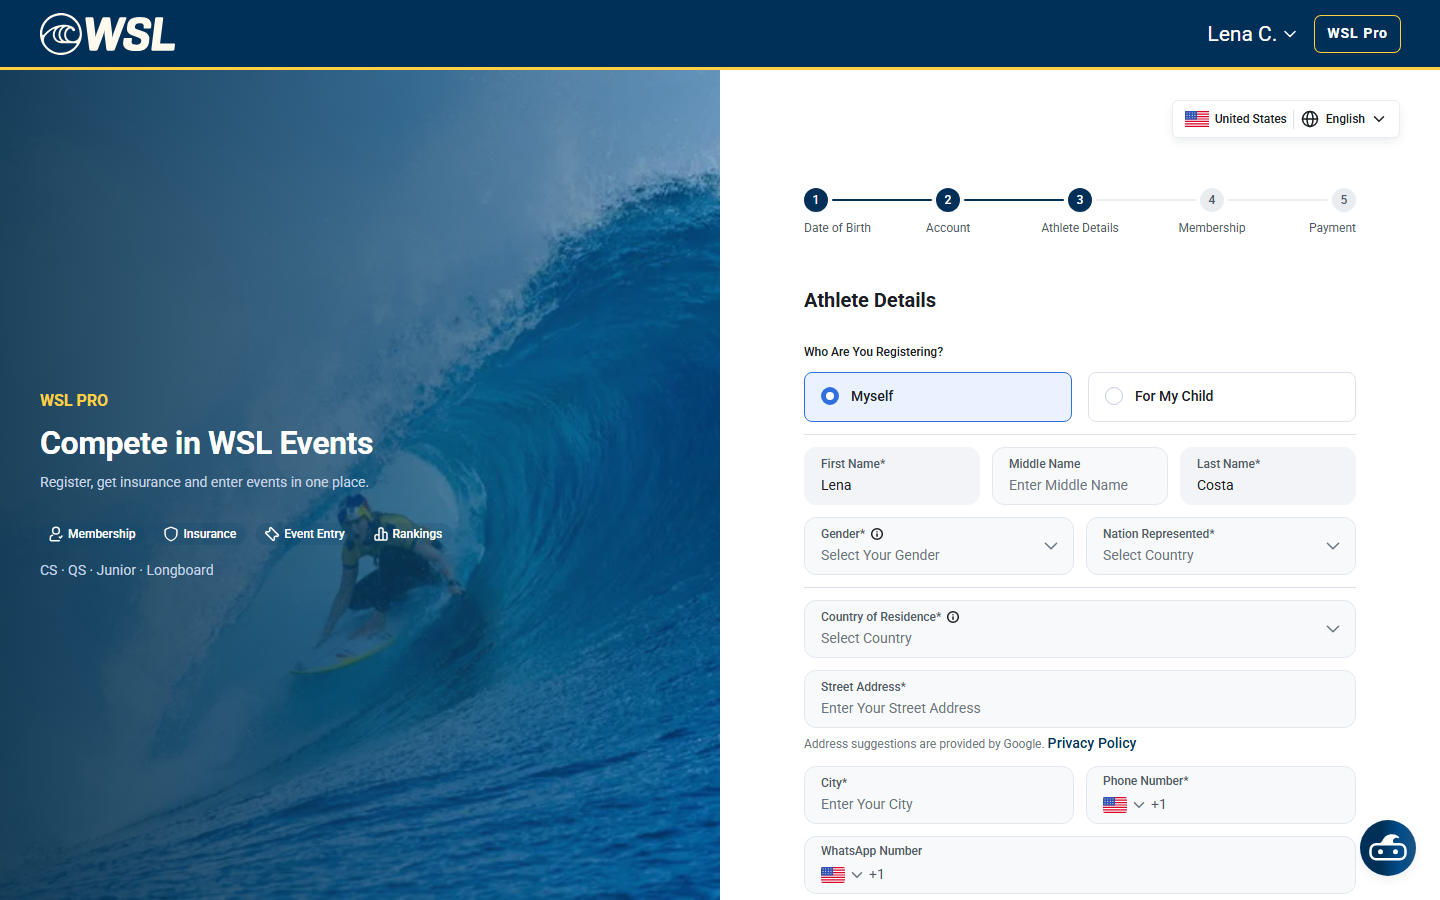 WSL
Lena C.
WSL Pro
United States
English
1
2
3
4
5
Date of Birth
Account
Athlete Details
Membership
Payment
Athlete Details
Who Are You Registering?
Myself
For My Child
First Name*
Lena
Middle Name
Enter Middle Name
Last Name*
Costa
Gender*
Select Your Gender
Nation Represented*
Select Country
Country of Residence*
Select Country
Street Address*
Enter Your Street Address
Address suggestions are provided by Google. Privacy Policy
City*
Enter Your City
Phone Number*
+1
WhatsApp Number
+1
WSL PRO
Compete in WSL Events
Register, get insurance and enter events in one place.
Membership
Insurance
Event Entry
Rankings
CS · QS · Junior · Longboard